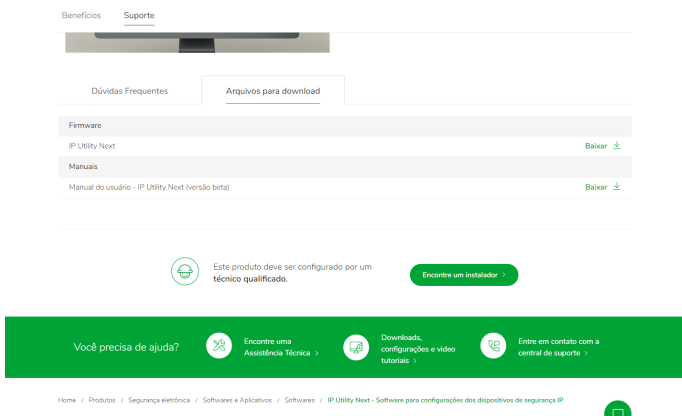 Benefícios Suporte
Dúvidas Frequentes Arquivos para download
Firmware
IP Utility Next Baixar
Manuais
Manual do usuário - IP Utility Next (versão beta) Baixar
Este produto deve ser configurado por um
técnico qualificado.
Encontre um instalador >
Você precisa de ajuda?
Encontre uma
Assistência Técnica >
Downloads,
configurações e video
tutoriais >
Entre em contato com a
central de suporte >
Home / Produtos / Segurança eletrônica / Softwares e Aplicativos / Softwares / IP Utility Next - Software para configurações dos dispositivos de segurança IP